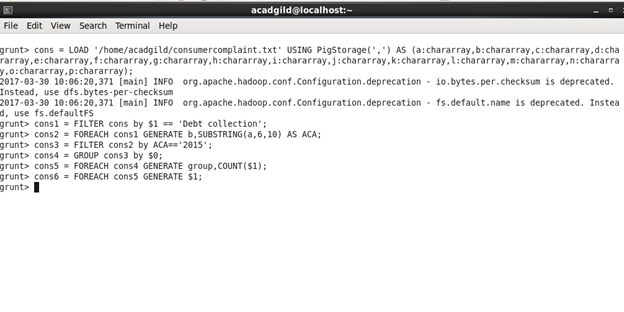 acadgild@localhost:~
File Edit View Search Terminal Help
grunt> cons = LOAD '/home/acadgild/consumercomplaint.txt' USING PigStorage(',') AS (a:chararray,b:chararray,c:chararray,d:cha
rarray,e:chararray,f:chararray,g:chararray,h:chararray,i:chararray,j:chararray,k:chararray,l:chararray,m:chararray,n:chararra
y,o:chararray,p:chararray);
2017-03-30 10:06:20,371 [main] INFO  org.apache.hadoop.conf.Configuration.deprecation - io.bytes.per.checksum is deprecated.
Instead, use dfs.bytes-per-checksum
2017-03-30 10:06:20,371 [main] INFO  org.apache.hadoop.conf.Configuration.deprecation - fs.default.name is deprecated. Instea
d, use fs.defaultFS
grunt> cons1 = FILTER cons by $1 == 'Debt collection';
grunt> cons2 = FOREACH cons1 GENERATE b,SUBSTRING(a,6,10) AS ACA;
grunt> cons3 = FILTER cons2 by ACA=='2015';
grunt> cons4 = GROUP cons3 by $0;
grunt> cons5 = FOREACH cons4 GENERATE group,COUNT($1);
grunt> cons6 = FOREACH cons5 GENERATE $1;
grunt>